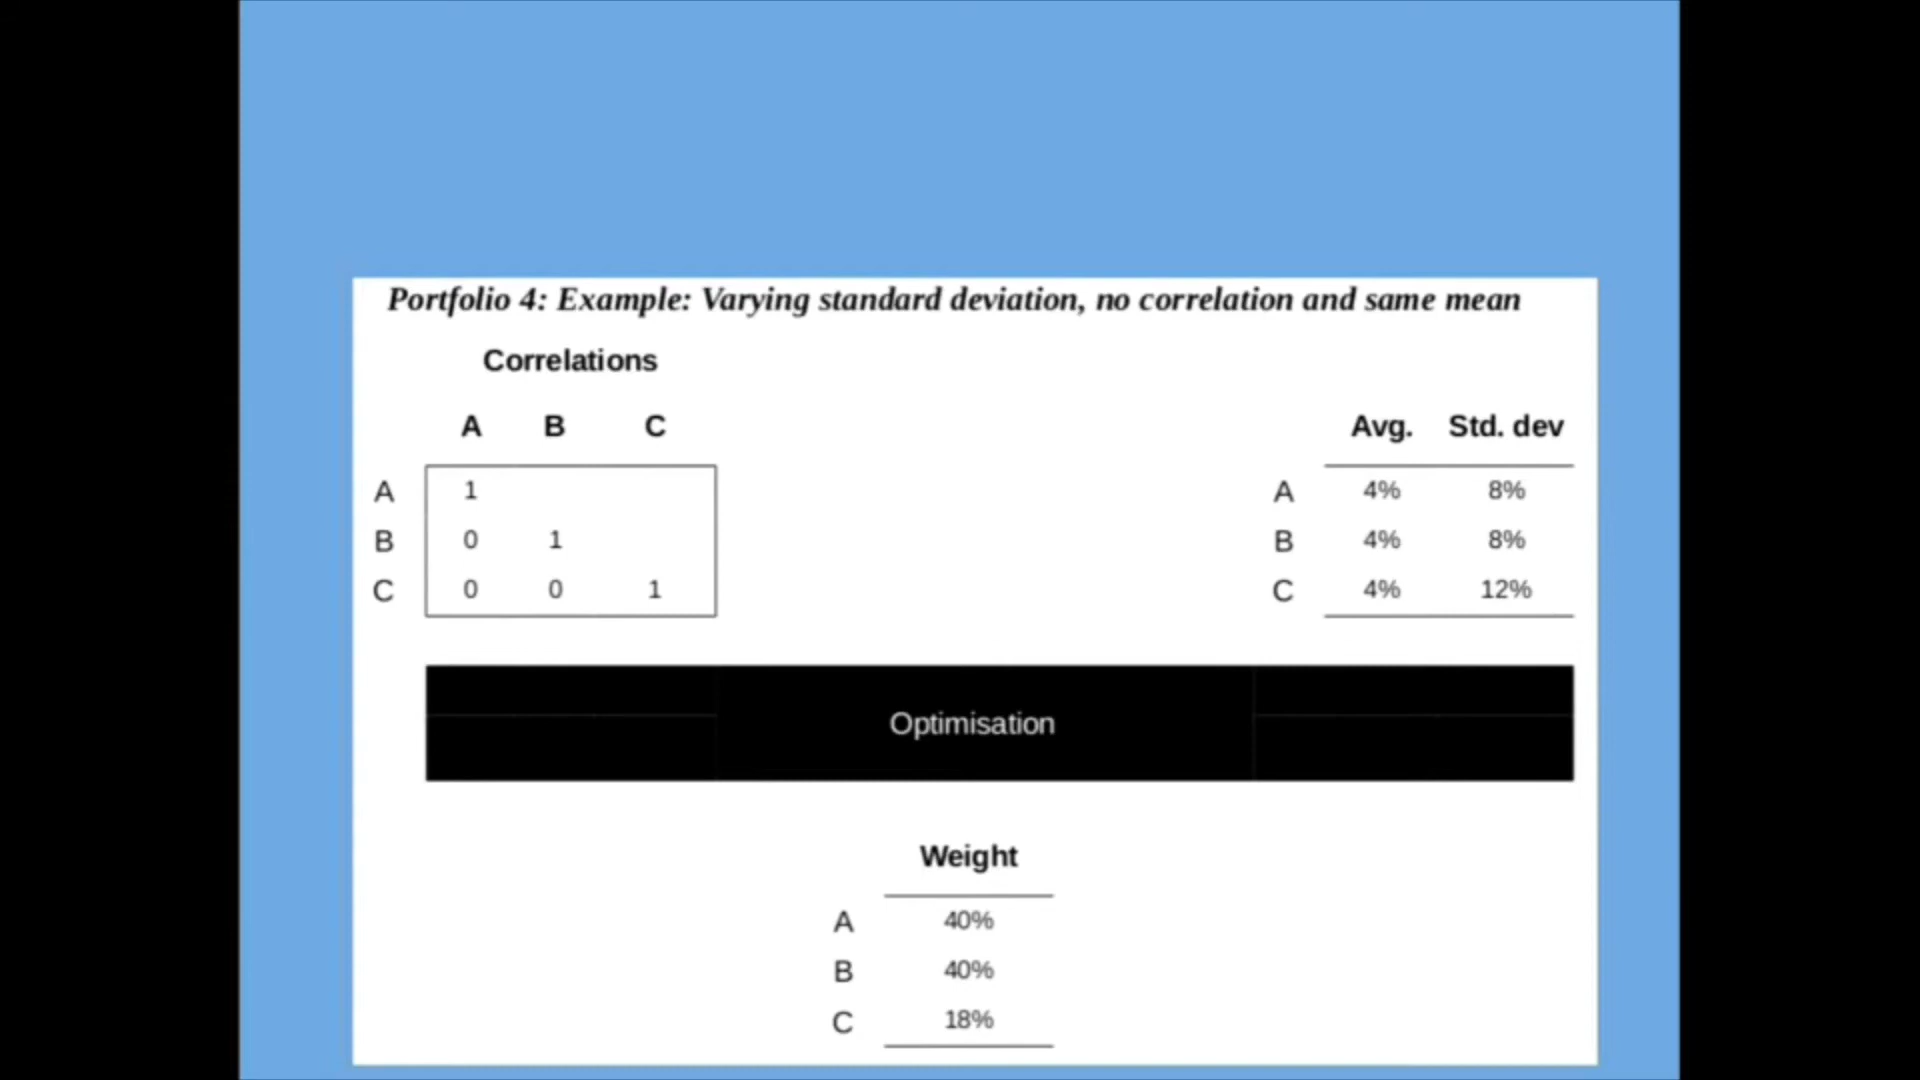 Portfolio 4: Example: Varying standard deviation, no correlation and same mean
Correlations
A B C
A 1
B 0 1
C 0 0 1
Avg. Std. dev
A 4% 8%
B 4% 8%
C 4% 12%
Optimisation
Weight
A 40%
B 40%
C 18%